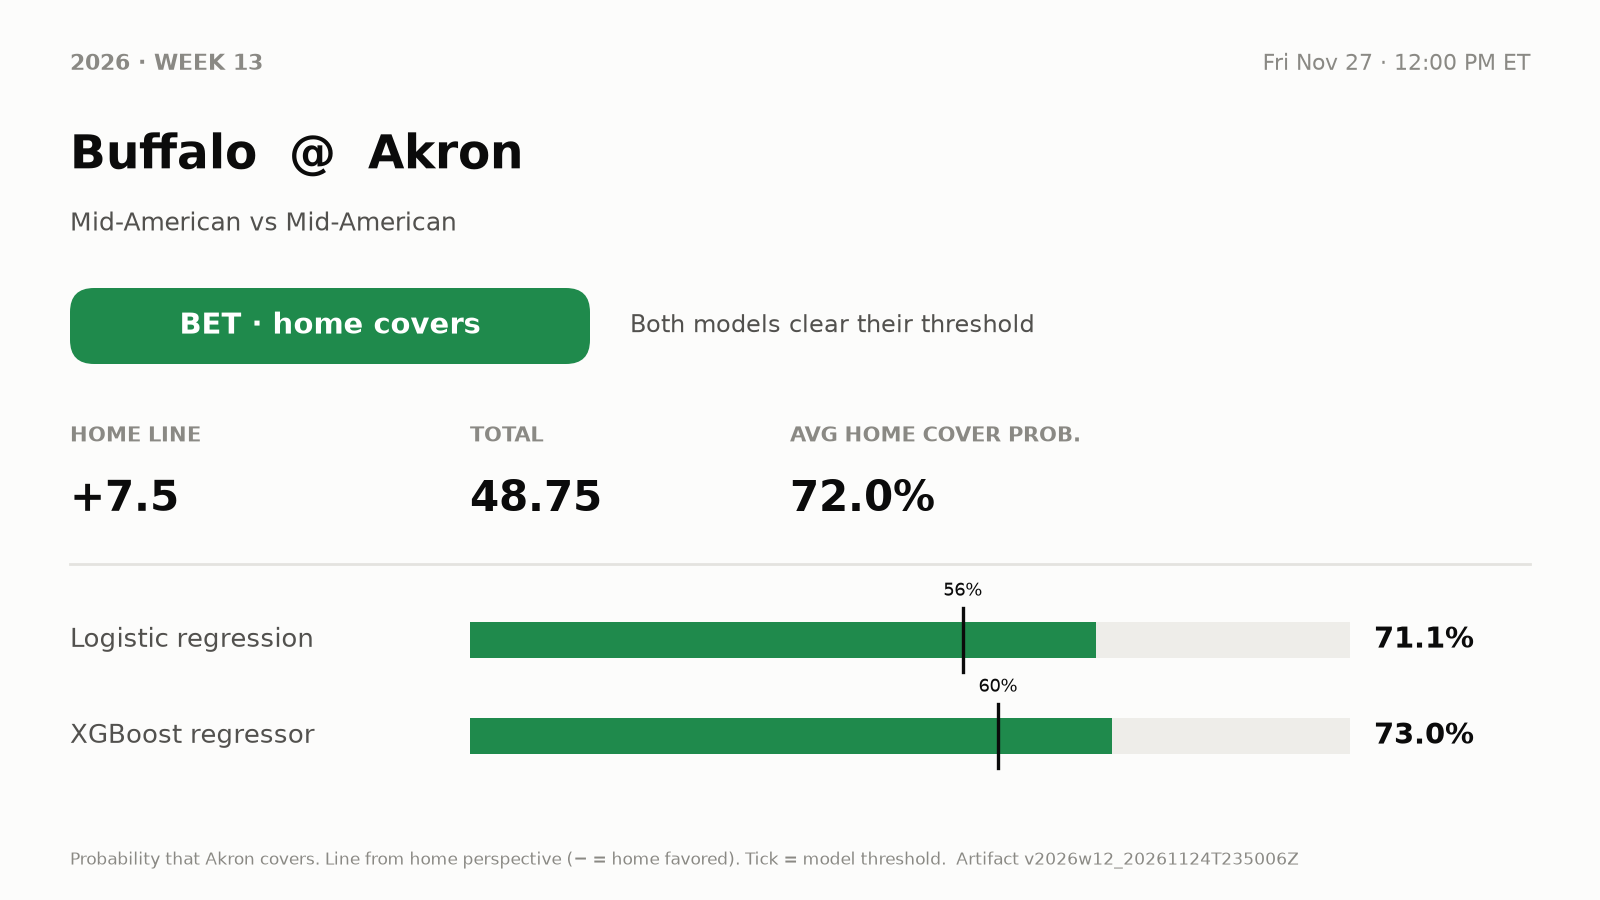 2026 · WEEK 13
Fri Nov 27 · 12:00 PM ET
Buffalo @ Akron
Mid-American vs Mid-American
BET · home covers
Both models clear their threshold
HOME LINE
TOTAL
AVG HOME COVER PROB.
+7.5
48.75
72.0%
56%
Logistic regression
71.1%
60%
XGBoost regressor
73.0%
Probability that Akron covers. Line from home perspective (− = home favored). Tick = model threshold. Artifact v2026w12_20261124T235006Z